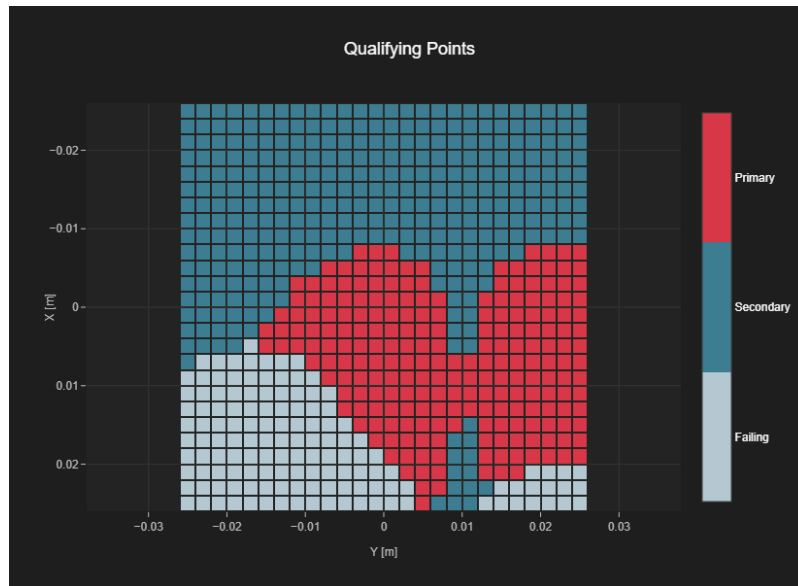 Qualifying Points
−0.02
−0.01
0
0.01
0.02
X [m]
−0.03
−0.02
−0.01
0
0.01
0.02
0.03
Y [m]
Primary
Secondary
Failing